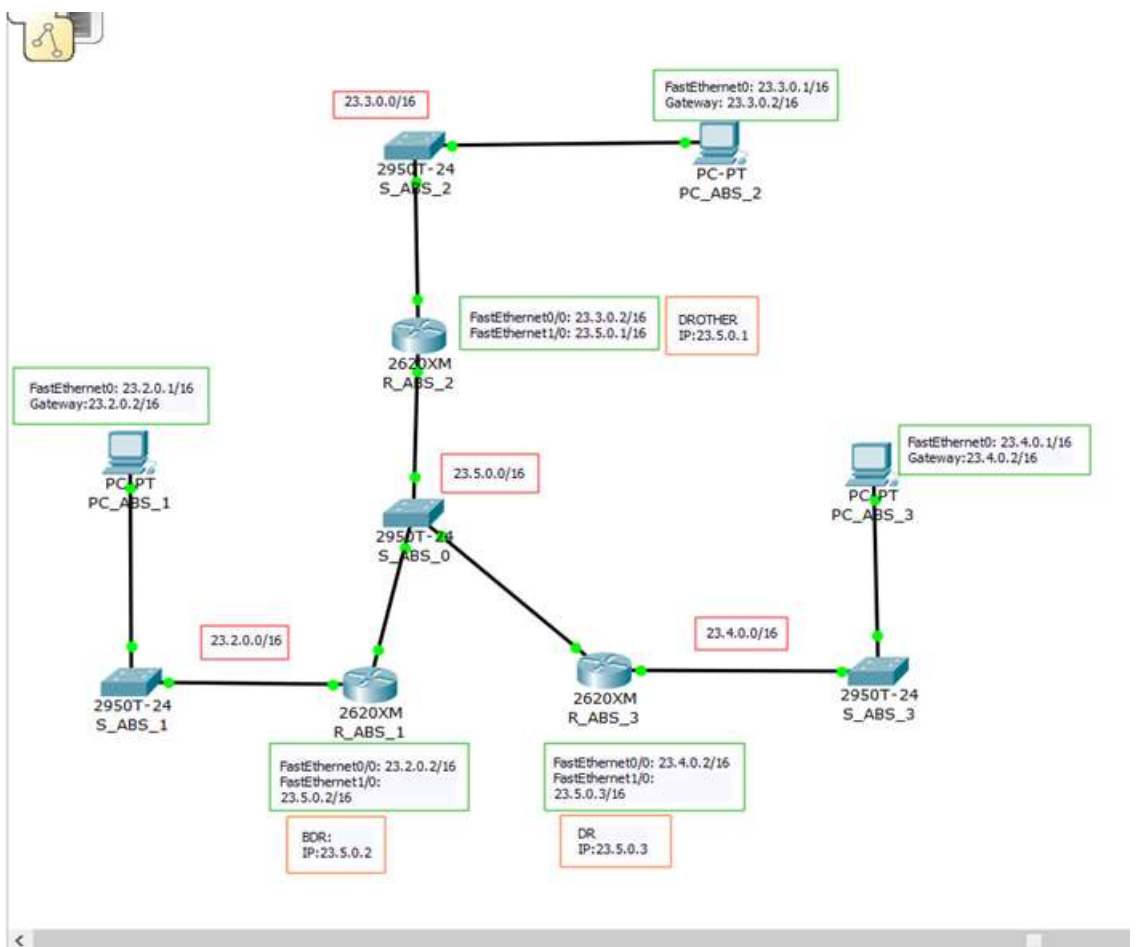 23.3.0.0/16
FastEthernet0: 23.3.0.1/16
Gateway: 23.3.0.2/16
2950T-24
S_ABS_2
PC-PT
PC_ABS_2
FastEthernet0/0: 23.3.0.2/16
FastEthernet1/0: 23.5.0.1/16
DROTHER
IP:23.5.0.1
2620XM
R_ABS_2
FastEthernet0: 23.2.0.1/16
Gateway:23.2.0.2/16
PC-PT
PC_ABS_1
23.5.0.0/16
FastEthernet0: 23.4.0.1/16
Gateway:23.4.0.2/16
PC-PT
PC_ABS_3
2950T-24
S_ABS_0
23.2.0.0/16
23.4.0.0/16
2950T-24
S_ABS_1
2620XM
R_ABS_1
2620XM
R_ABS_3
2950T-24
S_ABS_3
FastEthernet0/0: 23.2.0.2/16
FastEthernet1/0:
23.5.0.2/16
FastEthernet0/0: 23.4.0.2/16
FastEthernet1/0:
23.5.0.3/16
BDR:
IP:23.5.0.2
DR
IP:23.5.0.3